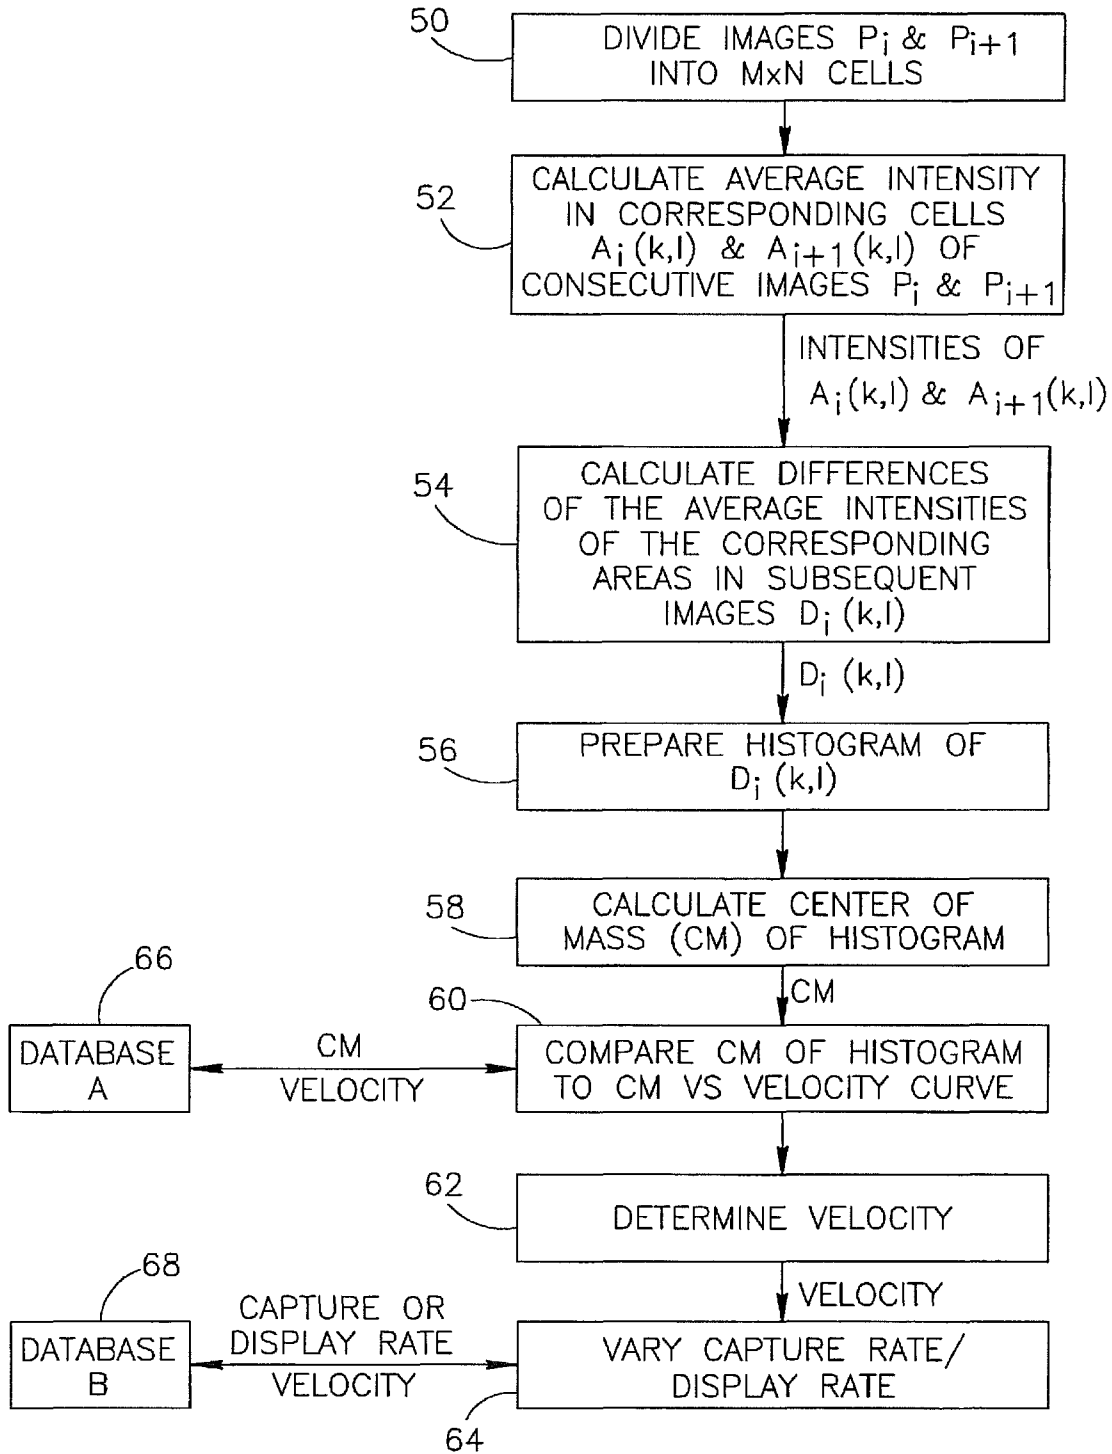 50
DIVIDE IMAGES Pi & Pi+1
INTO MxN CELLS
52
CALCULATE AVERAGE INTENSITY
IN CORRESPONDING CELLS
Ai(k,l) & Ai+1(k,l) OF
CONSECUTIVE IMAGES Pi & Pi+1
INTENSITIES OF
Ai(k,l) & Ai+1(k,l)
54
CALCULATE DIFFERENCES
OF THE AVERAGE INTENSITIES
OF THE CORRESPONDING
AREAS IN SUBSEQUENT
IMAGES Di (k,l)
Di (k,l)
56
PREPARE HISTOGRAM OF
Di (k,l)
58
CALCULATE CENTER OF
MASS (CM) OF HISTOGRAM
CM
66
DATABASE
A
CM
VELOCITY
60
COMPARE CM OF HISTOGRAM
TO CM VS VELOCITY CURVE
62
DETERMINE VELOCITY
VELOCITY
68
DATABASE
B
CAPTURE OR
DISPLAY RATE
VELOCITY
VARY CAPTURE RATE/
DISPLAY RATE
64